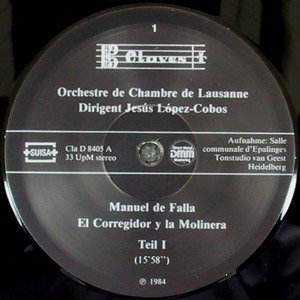 1
Claves
Orchestre de Chambre de Lausanne
Dirigent Jesús López-Cobos
SUISA
Cla D 8405 A
33 UpM stereo
DMM
Aufnahme: Salle
communale d'Epalinges
Tonstudio van Geest
Heidelberg
Manuel de Falla
El Corregidor y la Molinera
Teil I
(15'58")
℗ 1984